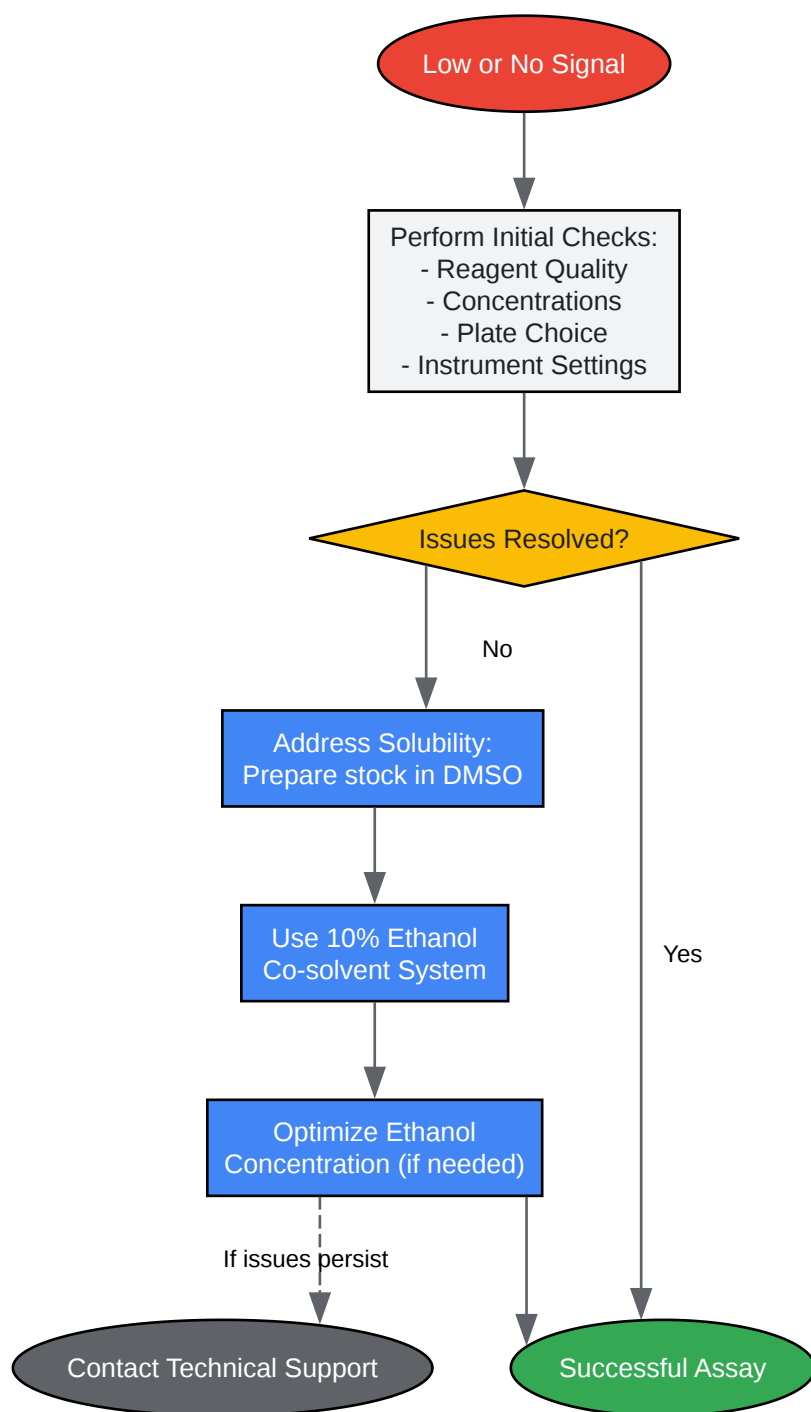 Low or No Signal
Perform Initial Checks:
- Reagent Quality
- Concentrations
- Plate Choice
- Instrument Settings
Issues Resolved?
No
Address Solubility:
Prepare stock in DMSO
Use 10% Ethanol
Co-solvent System
Yes
Optimize Ethanol
Concentration (if needed)
If issues persist
Contact Technical Support
Successful Assay